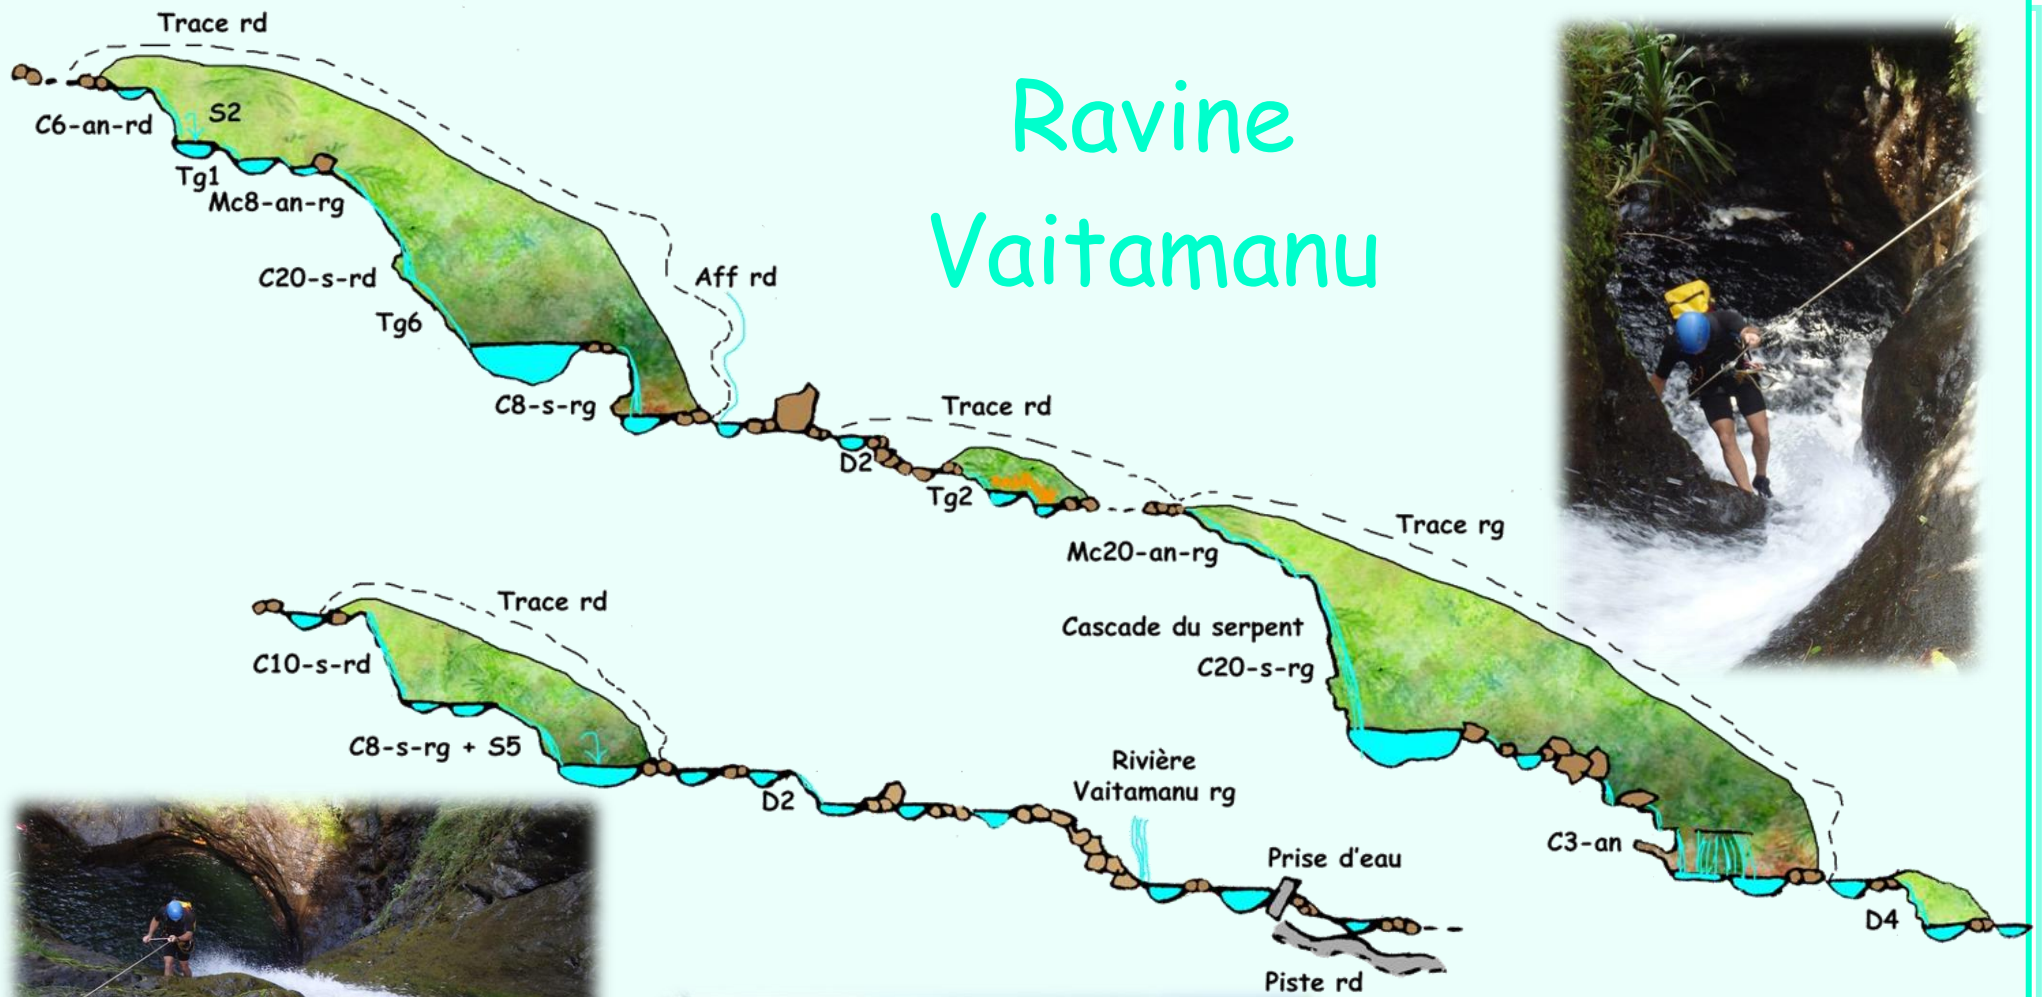 Trace rd
Ravine
Vaitamanu
C6-an-rd
S2
Tg1
Mc8-an-rg
C20-s-rd
Tg6
Aff rd
C8-s-rg
Trace rd
D2
Tg2
Mc20-an-rg
Trace rg
Cascade du serpent
C20-s-rg
C3-an
D4
Trace rd
C10-s-rd
C8-s-rg + S5
D2
Rivière
Vaitamanu rg
Prise d'eau
Piste rd